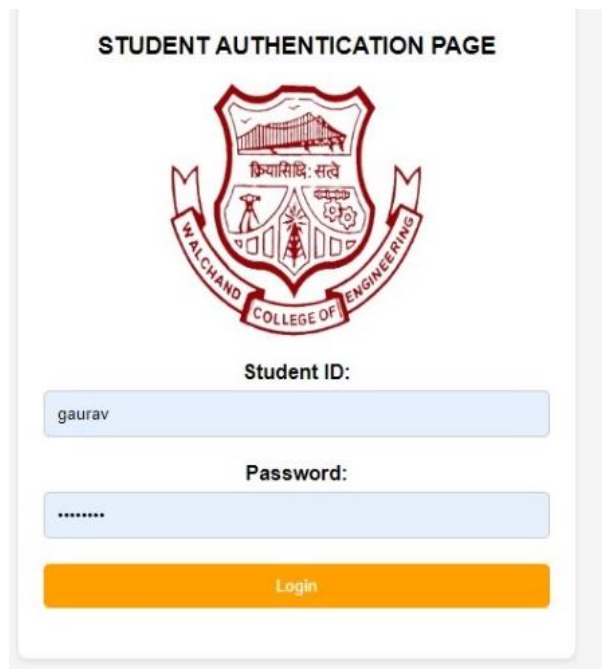 STUDENT AUTHENTICATION PAGE
क्रियासिध्दि: सत्वे
WALCHAND COLLEGE OF ENGINEERING
Student ID:
gaurav
Password:
••••••••
Login